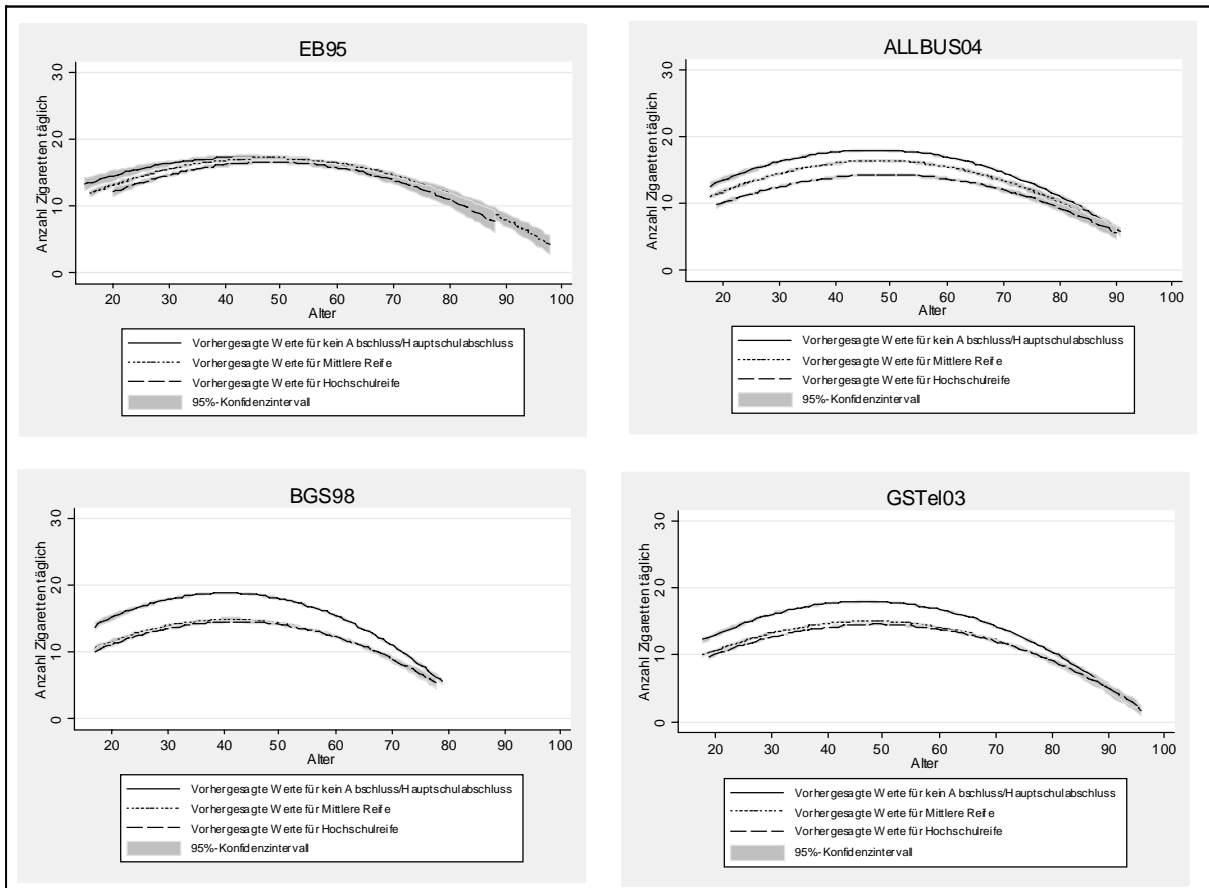 EB95
Anzahl Zigaretten täglich
30
20
10
0
20 30 40 50 60 70 80 90 100
Alter
Vorhergesagte Werte für kein Abschluss/Hauptschulabschluss
Vorhergesagte Werte für Mittlere Reife
Vorhergesagte Werte für Hochschulreife
95%-Konfidenzintervall
ALLBUS04
Anzahl Zigaretten täglich
30
20
10
0
20 30 40 50 60 70 80 90 100
Alter
Vorhergesagte Werte für kein Abschluss/Hauptschulabschluss
Vorhergesagte Werte für Mittlere Reife
Vorhergesagte Werte für Hochschulreife
95%-Konfidenzintervall
BGS98
Anzahl Zigaretten täglich
30
20
10
0
20 30 40 50 60 70 80 90 100
Alter
Vorhergesagte Werte für kein Abschluss/Hauptschulabschluss
Vorhergesagte Werte für Mittlere Reife
Vorhergesagte Werte für Hochschulreife
95%-Konfidenzintervall
GSTel03
Anzahl Zigaretten täglich
30
20
10
0
20 30 40 50 60 70 80 90 100
Alter
Vorhergesagte Werte für kein Abschluss/Hauptschulabschluss
Vorhergesagte Werte für Mittlere Reife
Vorhergesagte Werte für Hochschulreife
95%-Konfidenzintervall